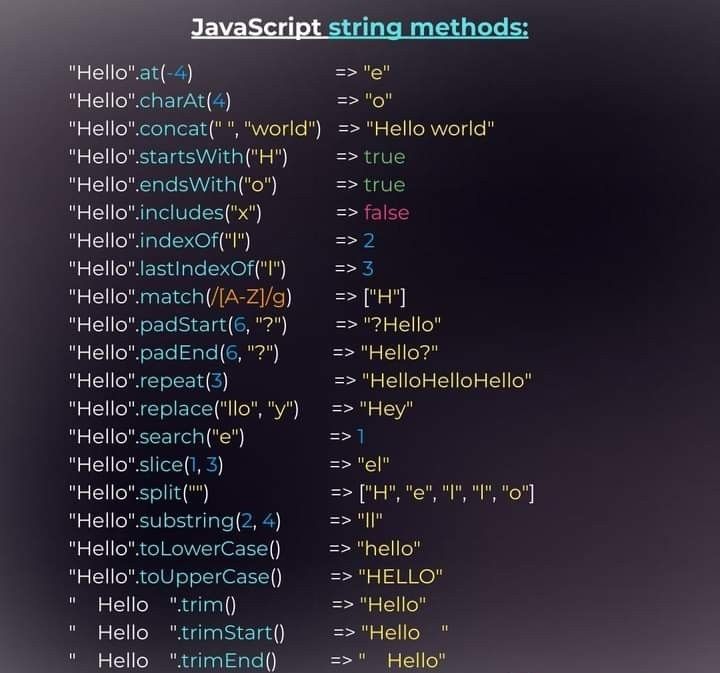 JavaScript string methods:
"Hello".at(-4) => "e"
"Hello".charAt(4) => "o"
"Hello".concat(" ", "world") => "Hello world"
"Hello".startsWith("H") => true
"Hello".endsWith("o") => true
"Hello".includes("x") => false
"Hello".indexOf("l") => 2
"Hello".lastIndexOf("l") => 3
"Hello".match(/[A-Z]/g) => ["H"]
"Hello".padStart(6, "?") => "?Hello"
"Hello".padEnd(6, "?") => "Hello?"
"Hello".repeat(3) => "HelloHelloHello"
"Hello".replace("llo", "y") => "Hey"
"Hello".search("e") => 1
"Hello".slice(1, 3) => "el"
"Hello".split("") => ["H", "e", "l", "l", "o"]
"Hello".substring(2, 4) => "ll"
"Hello".toLowerCase() => "hello"
"Hello".toUpperCase() => "HELLO"
"   Hello   ".trim() => "Hello"
"   Hello   ".trimStart() => "Hello   "
"   Hello   ".trimEnd() => "   Hello"